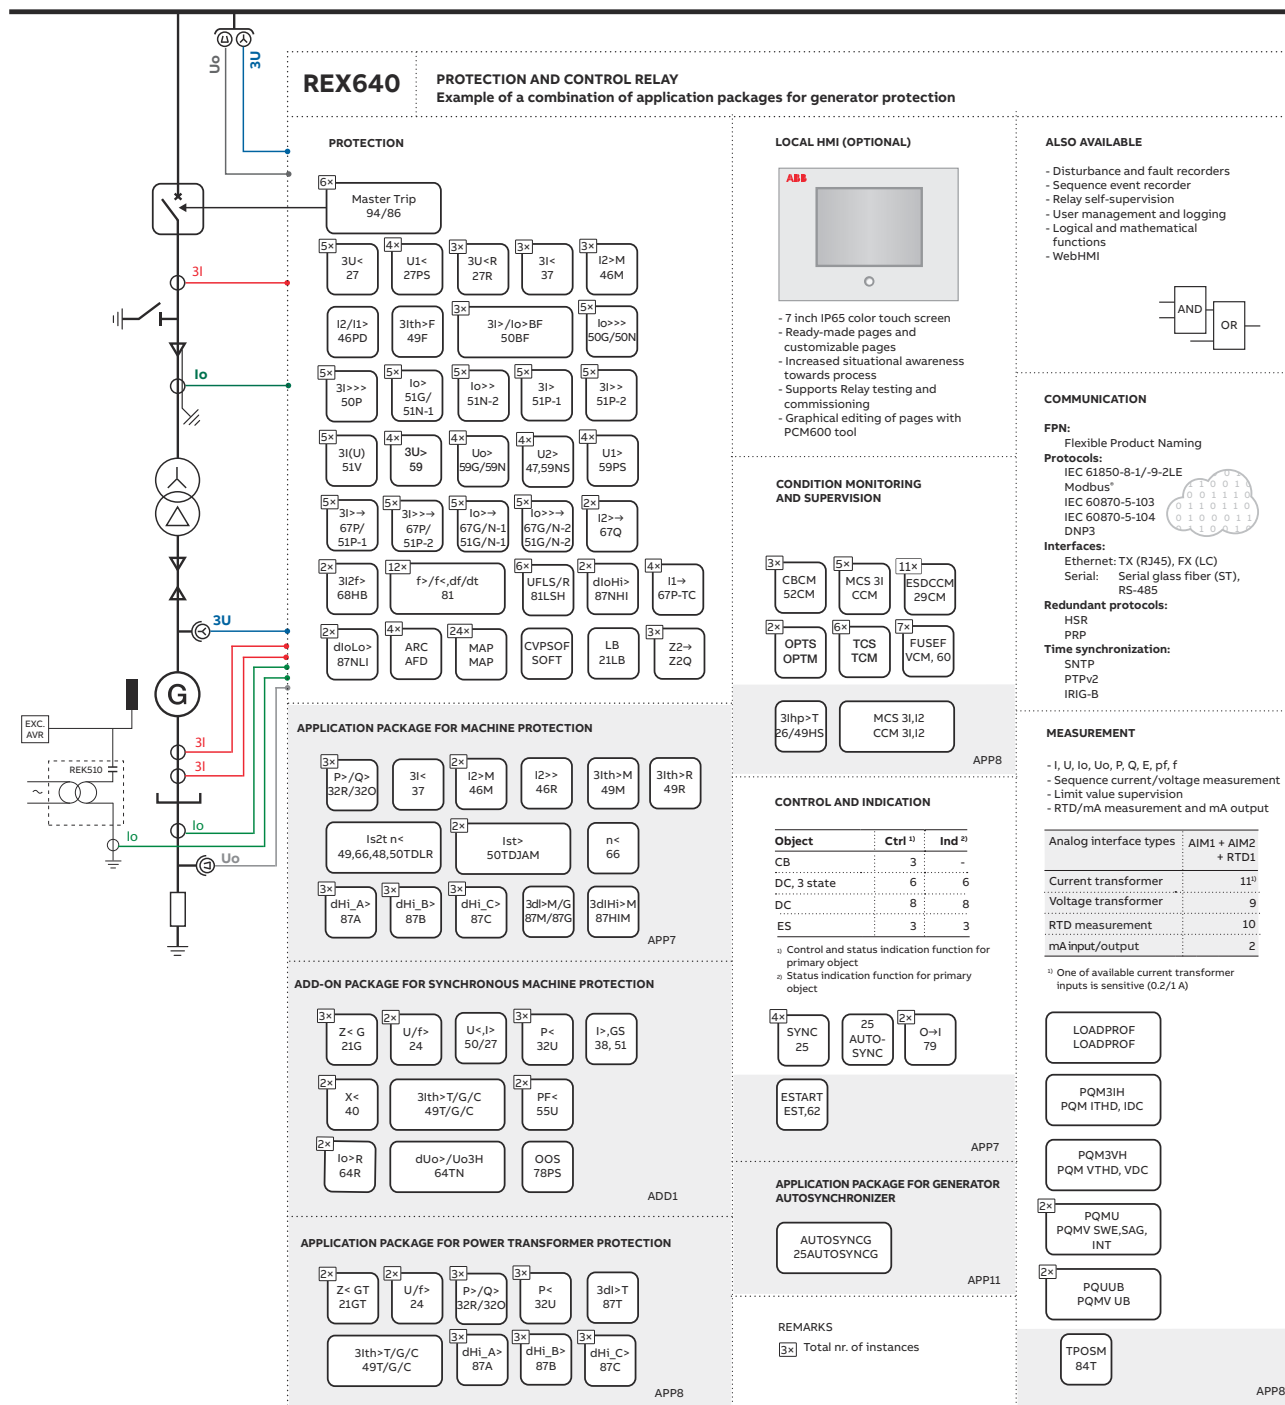 Uo
3U
REX640
PROTECTION AND CONTROL RELAY
Example of a combination of application packages for generator protection
PROTECTION
6×
Master Trip
94/86
5×
3U<
27
4×
U1<
27PS
3×
3U<R
27R
3×
3I<
37
3×
I2>M
46M
I2/I1>
46PD
3Ith>F
49F
3×
3I>/Io>BF
50BF
5×
Io>>>
50G/50N
5×
3I>>>
50P
5×
Io>
51G/
51N-1
5×
Io>>
51N-2
5×
3I>
51P-1
5×
3I>>
51P-2
5×
3I(U)
51V
4×
3U>
59
4×
Uo>
59G/59N
4×
U2>
47,59NS
4×
U1>
59PS
5×
3I>→
67P/
51P-1
5×
3I>>→
67P/
51P-2
5×
Io>→
67G/N-1
51G/N-1
5×
Io>>→
67G/N-2
51G/N-2
2×
I2>→
67Q
2×
3I2f>
68HB
12×
f>/f<,df/dt
81
6×
UFLS/R
81LSH
2×
dIoHi>
87NHI
4×
I1→
67P-TC
2×
dIoLo>
87NLI
4×
ARC
AFD
24×
MAP
MAP
CVPSOF
SOFT
LB
21LB
3×
Z2→
Z2Q
3I
Io
3U
G
EXC.
AVR
REK510
3I
3I
Io
Io
Uo
APPLICATION PACKAGE FOR MACHINE PROTECTION
3×
P>/Q>
32R/32O
3I<
37
2×
I2>M
46M
I2>>
46R
3Ith>M
49M
3Ith>R
49R
Is2t n<
49,66,48,50TDLR
2×
Ist>
50TDJAM
n<
66
3×
dHi_A>
87A
3×
dHi_B>
87B
3×
dHi_C>
87C
3dI>M/G
87M/87G
3dIHi>M
87HIM
APP7
ADD-ON PACKAGE FOR SYNCHRONOUS MACHINE PROTECTION
3×
Z< G
21G
2×
U/f>
24
U<,I>
50/27
3×
P<
32U
I>,GS
38, 51
2×
X<
40
3Ith>T/G/C
49T/G/C
2×
PF<
55U
2×
Io>R
64R
dUo>/Uo3H
64TN
OOS
78PS
ADD1
APPLICATION PACKAGE FOR POWER TRANSFORMER PROTECTION
2×
Z< GT
21GT
2×
U/f>
24
3×
P>/Q>
32R/32O
3×
P<
32U
3dI>T
87T
3Ith>T/G/C
49T/G/C
3×
dHi_A>
87A
3×
dHi_B>
87B
3×
dHi_C>
87C
APP8
LOCAL HMI (OPTIONAL)
ABB
- 7 inch IP65 color touch screen
- Ready-made pages and
customizable pages
- Increased situational awareness
towards process
- Supports Relay testing and
commissioning
- Graphical editing of pages with
PCM600 tool
CONDITION MONITORING
AND SUPERVISION
3×
CBCM
52CM
5×
MCS 3I
CCM
11×
ESDCCM
29CM
2×
OPTS
OPTM
6×
TCS
TCM
7×
FUSEF
VCM, 60
3Ihp>T
26/49HS
MCS 3I,I2
CCM 3I,I2
APP8
CONTROL AND INDICATION
Object Ctrl ¹⁾ Ind ²⁾
CB 3 -
DC, 3 state 6 6
DC 8 8
ES 3 3
¹⁾ Control and status indication function for
primary object
²⁾ Status indication function for primary
object
4×
SYNC
25
25
AUTO-
SYNC
2×
O→I
79
ESTART
EST,62
APP7
APPLICATION PACKAGE FOR GENERATOR
AUTOSYNCHRONIZER
AUTOSYNCG
25AUTOSYNCG
APP11
REMARKS
3× Total nr. of instances
ALSO AVAILABLE
- Disturbance and fault recorders
- Sequence event recorder
- Relay self-supervision
- User management and logging
- Logical and mathematical
functions
- WebHMI
AND
OR
COMMUNICATION
FPN:
Flexible Product Naming
Protocols:
IEC 61850-8-1/-9-2LE
Modbus®
IEC 60870-5-103
IEC 60870-5-104
DNP3
Interfaces:
Ethernet: TX (RJ45), FX (LC)
Serial: Serial glass fiber (ST),
RS-485
Redundant protocols:
HSR
PRP
Time synchronization:
SNTP
PTPv2
IRIG-B
MEASUREMENT
- I, U, Io, Uo, P, Q, E, pf, f
- Sequence current/voltage measurement
- Limit value supervision
- RTD/mA measurement and mA output
Analog interface types AIM1 + AIM2
+ RTD1
Current transformer 11¹⁾
Voltage transformer 9
RTD measurement 10
mA input/output 2
¹⁾ One of available current transformer
inputs is sensitive (0.2/1 A)
LOADPROF
LOADPROF
PQM3IH
PQM ITHD, IDC
PQM3VH
PQM VTHD, VDC
2×
PQMU
PQMV SWE,SAG,
INT
2×
PQUUB
PQMV UB
TPOSM
84T
APP8